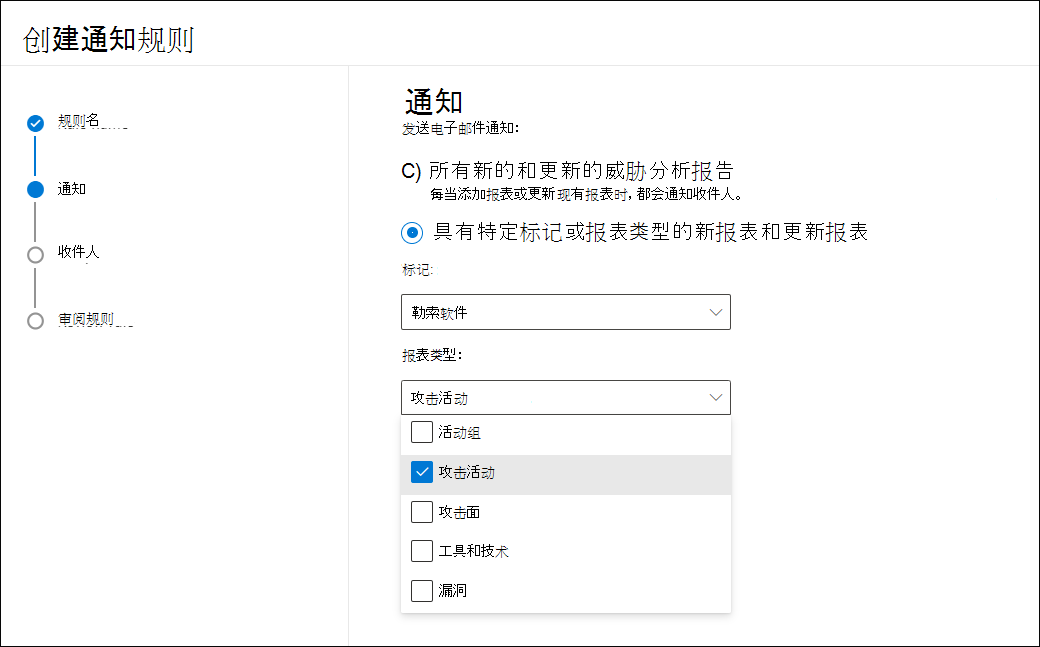 创建通知规则
规则名
通知
收件人
审阅规则
通知
发送电子邮件通知:
C) 所有新的和更新的威胁分析报告
每当添加报表或更新现有报表时, 都会通知收件人。
具有特定标记或报表类型的新报表和更新报表
标记:
勒索软件
报表类型:
攻击活动
活动组
攻击活动
攻击面
工具和技术
漏洞